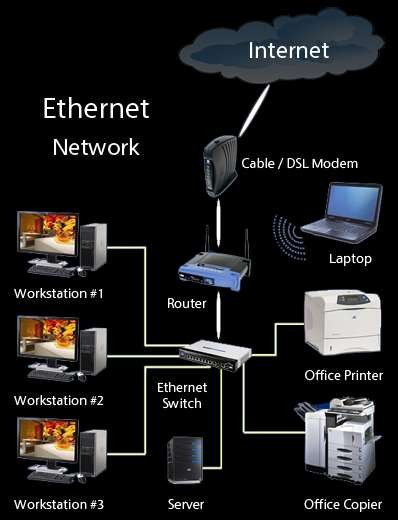 Internet
Ethernet
Network
Cable / DSL Modem
Laptop
Router
Workstation #1
Ethernet
Switch
Office Printer
Workstation #2
Workstation #3
Server
Office Copier